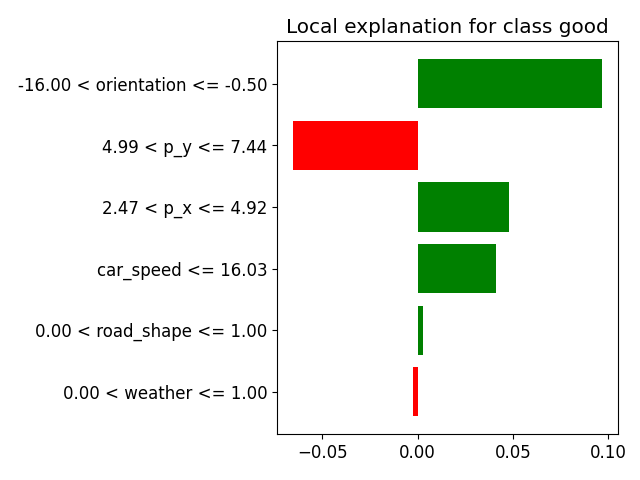 Local explanation for class good
-16.00 < orientation <= -0.50
4.99 < p_y <= 7.44
2.47 < p_x <= 4.92
car_speed <= 16.03
0.00 < road_shape <= 1.00
0.00 < weather <= 1.00
−0.05 0.00 0.05 0.10